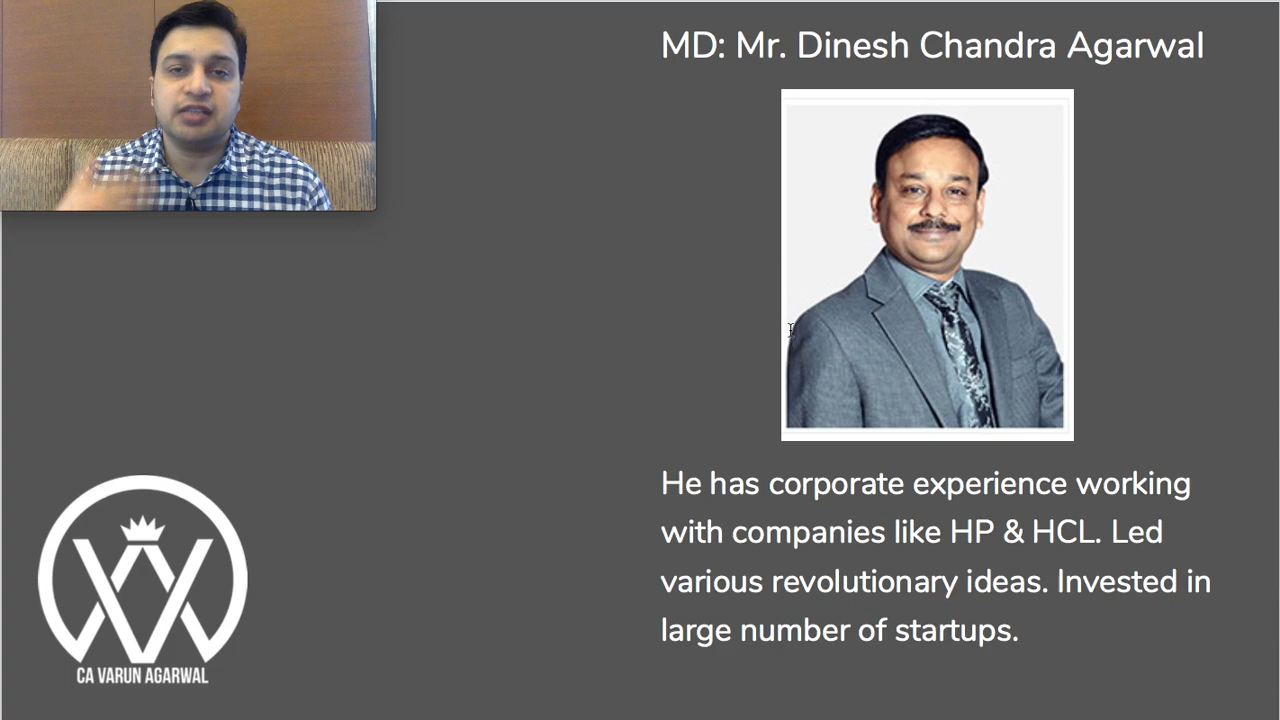 MD: Mr. Dinesh Chandra Agarwal
He has corporate experience working
with companies like HP & HCL. Led
various revolutionary ideas. Invested in
large number of startups.
CA VARUN AGARWAL